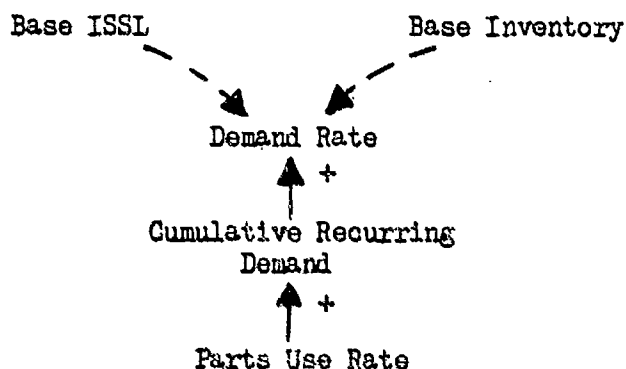 Base ISSL Base Inventory
Demand Rate
+
Cumulative Recurring
Demand
+
Parts Use Rate